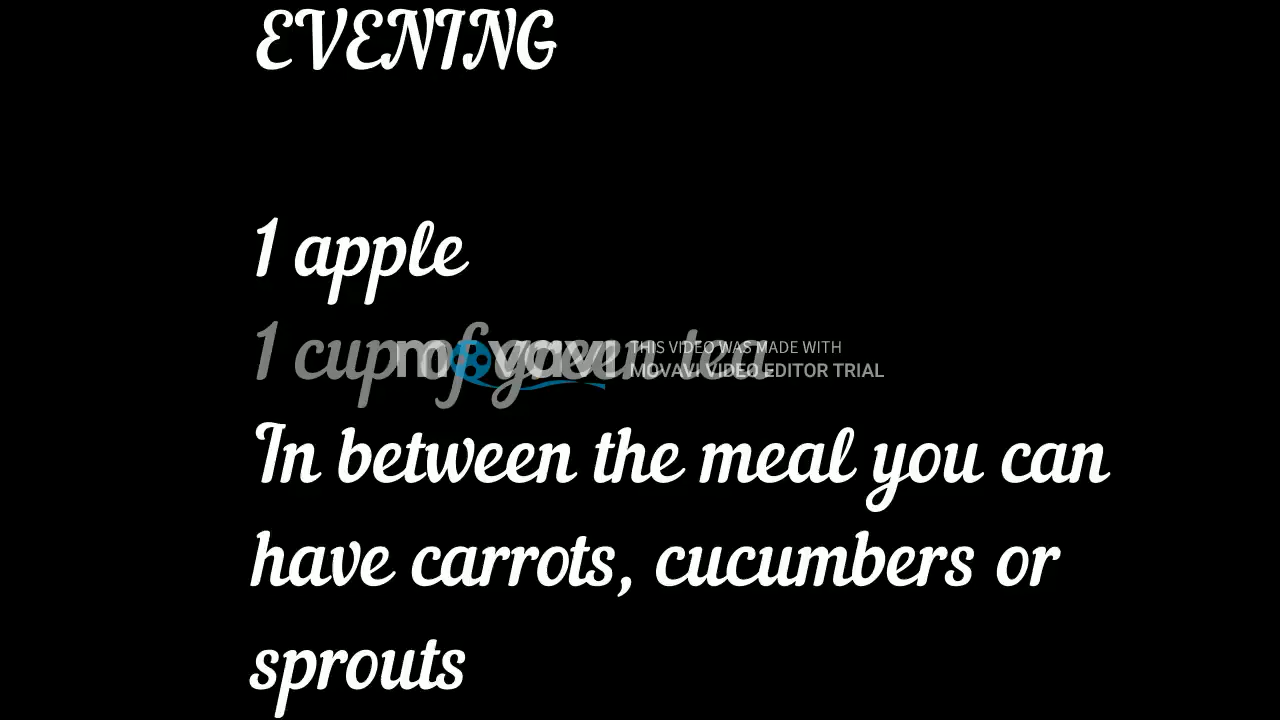 EVENING
1 apple
1 cup of green tea
movavi
THIS VIDEO WAS MADE WITH
MOVAVI VIDEO EDITOR TRIAL
In between the meal you can
have carrots, cucumbers or
sprouts